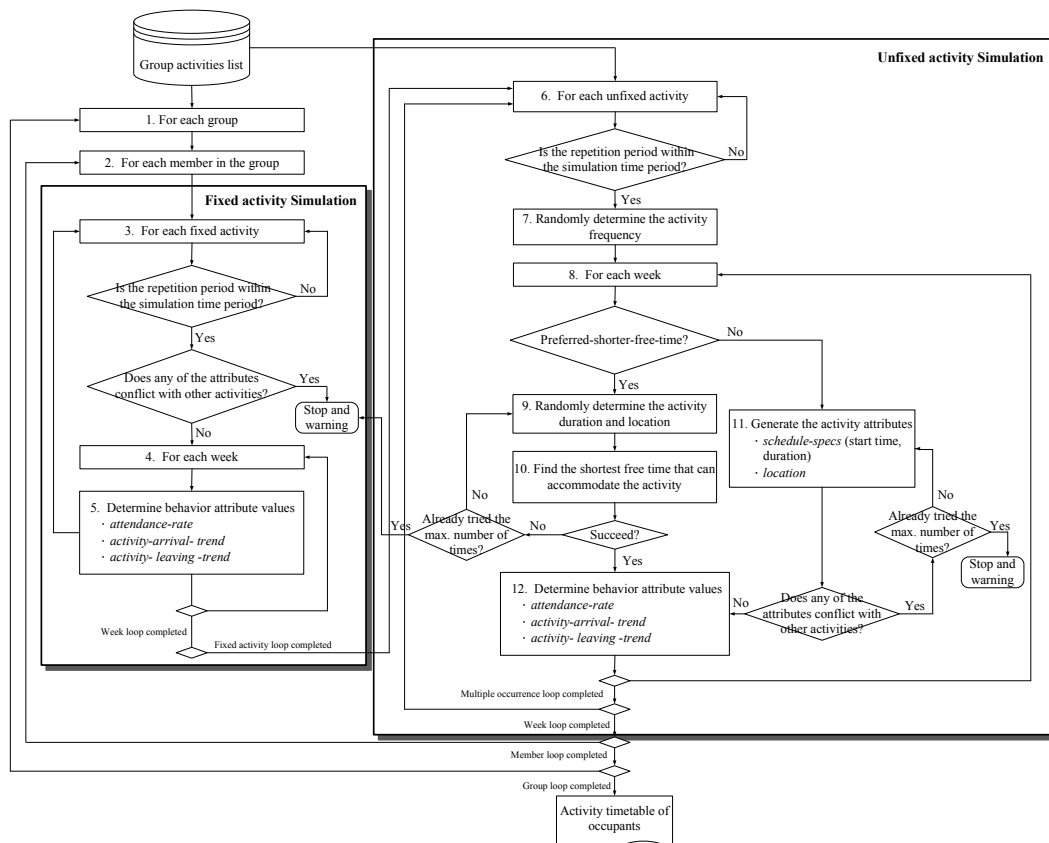 Group activities list
1. For each group
2. For each member in the group
Fixed activity Simulation
3. For each fixed activity
Is the repetition period within
the simulation time period?
No
Yes
Does any of the attributes
conflict with other activities?
Yes
Stop and
warning
No
4. For each week
5. Determine behavior attribute values
· attendance-rate
· activity-arrival- trend
· activity- leaving -trend
Week loop completed
Fixed activity loop completed
Unfixed activity Simulation
6. For each unfixed activity
Is the repetition period within
the simulation time period?
No
Yes
7. Randomly determine the activity
frequency
8. For each week
Preferred-shorter-free-time?
No
Yes
9. Randomly determine the activity
duration and location
10. Find the shortest free time that can
accommodate the activity
Succeed?
No
Already tried the
max. number of
times?
No
Yes
Yes
11. Generate the activity attributes
· schedule-specs (start time,
duration)
· location
No
Already tried the
max. number of
times?
Yes
Stop and
warning
Does any of the
attributes conflict with
other activities?
Yes
No
12. Determine behavior attribute values
· attendance-rate
· activity-arrival- trend
· activity- leaving -trend
Multiple occurrence loop completed
Week loop completed
Member loop completed
Group loop completed
Activity timetable of
occupants